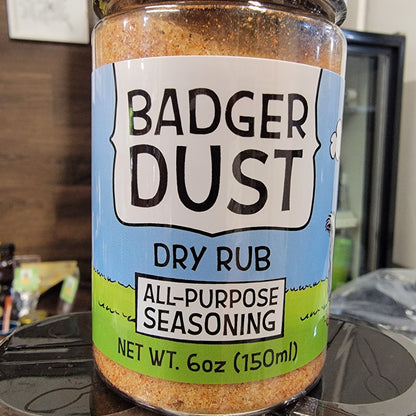 BADGER
DUST
DRY RUB
ALL-PURPOSE
SEASONING
NET WT. 6oz (150ml)